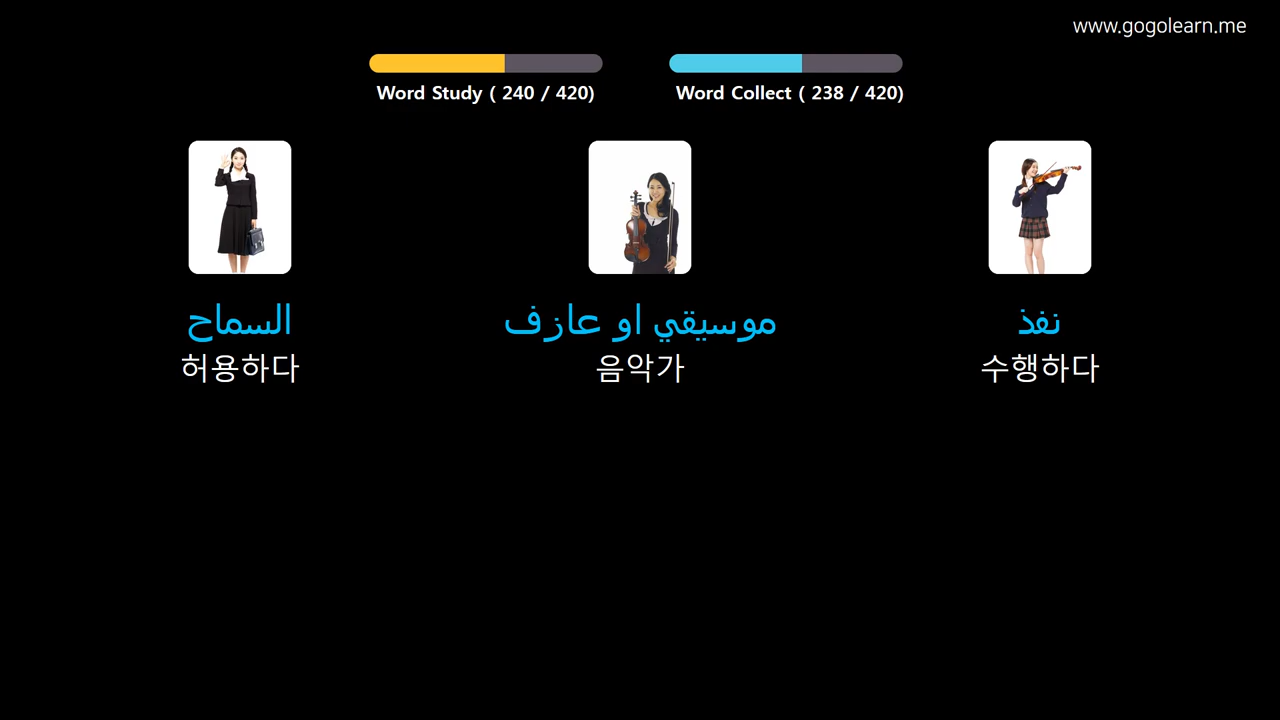 www.gogolearn.me
Word Study ( 240 / 420)
Word Collect ( 238 / 420)
السماح
موسيقي او عازف
نفذ
허용하다
음악가
수행하다